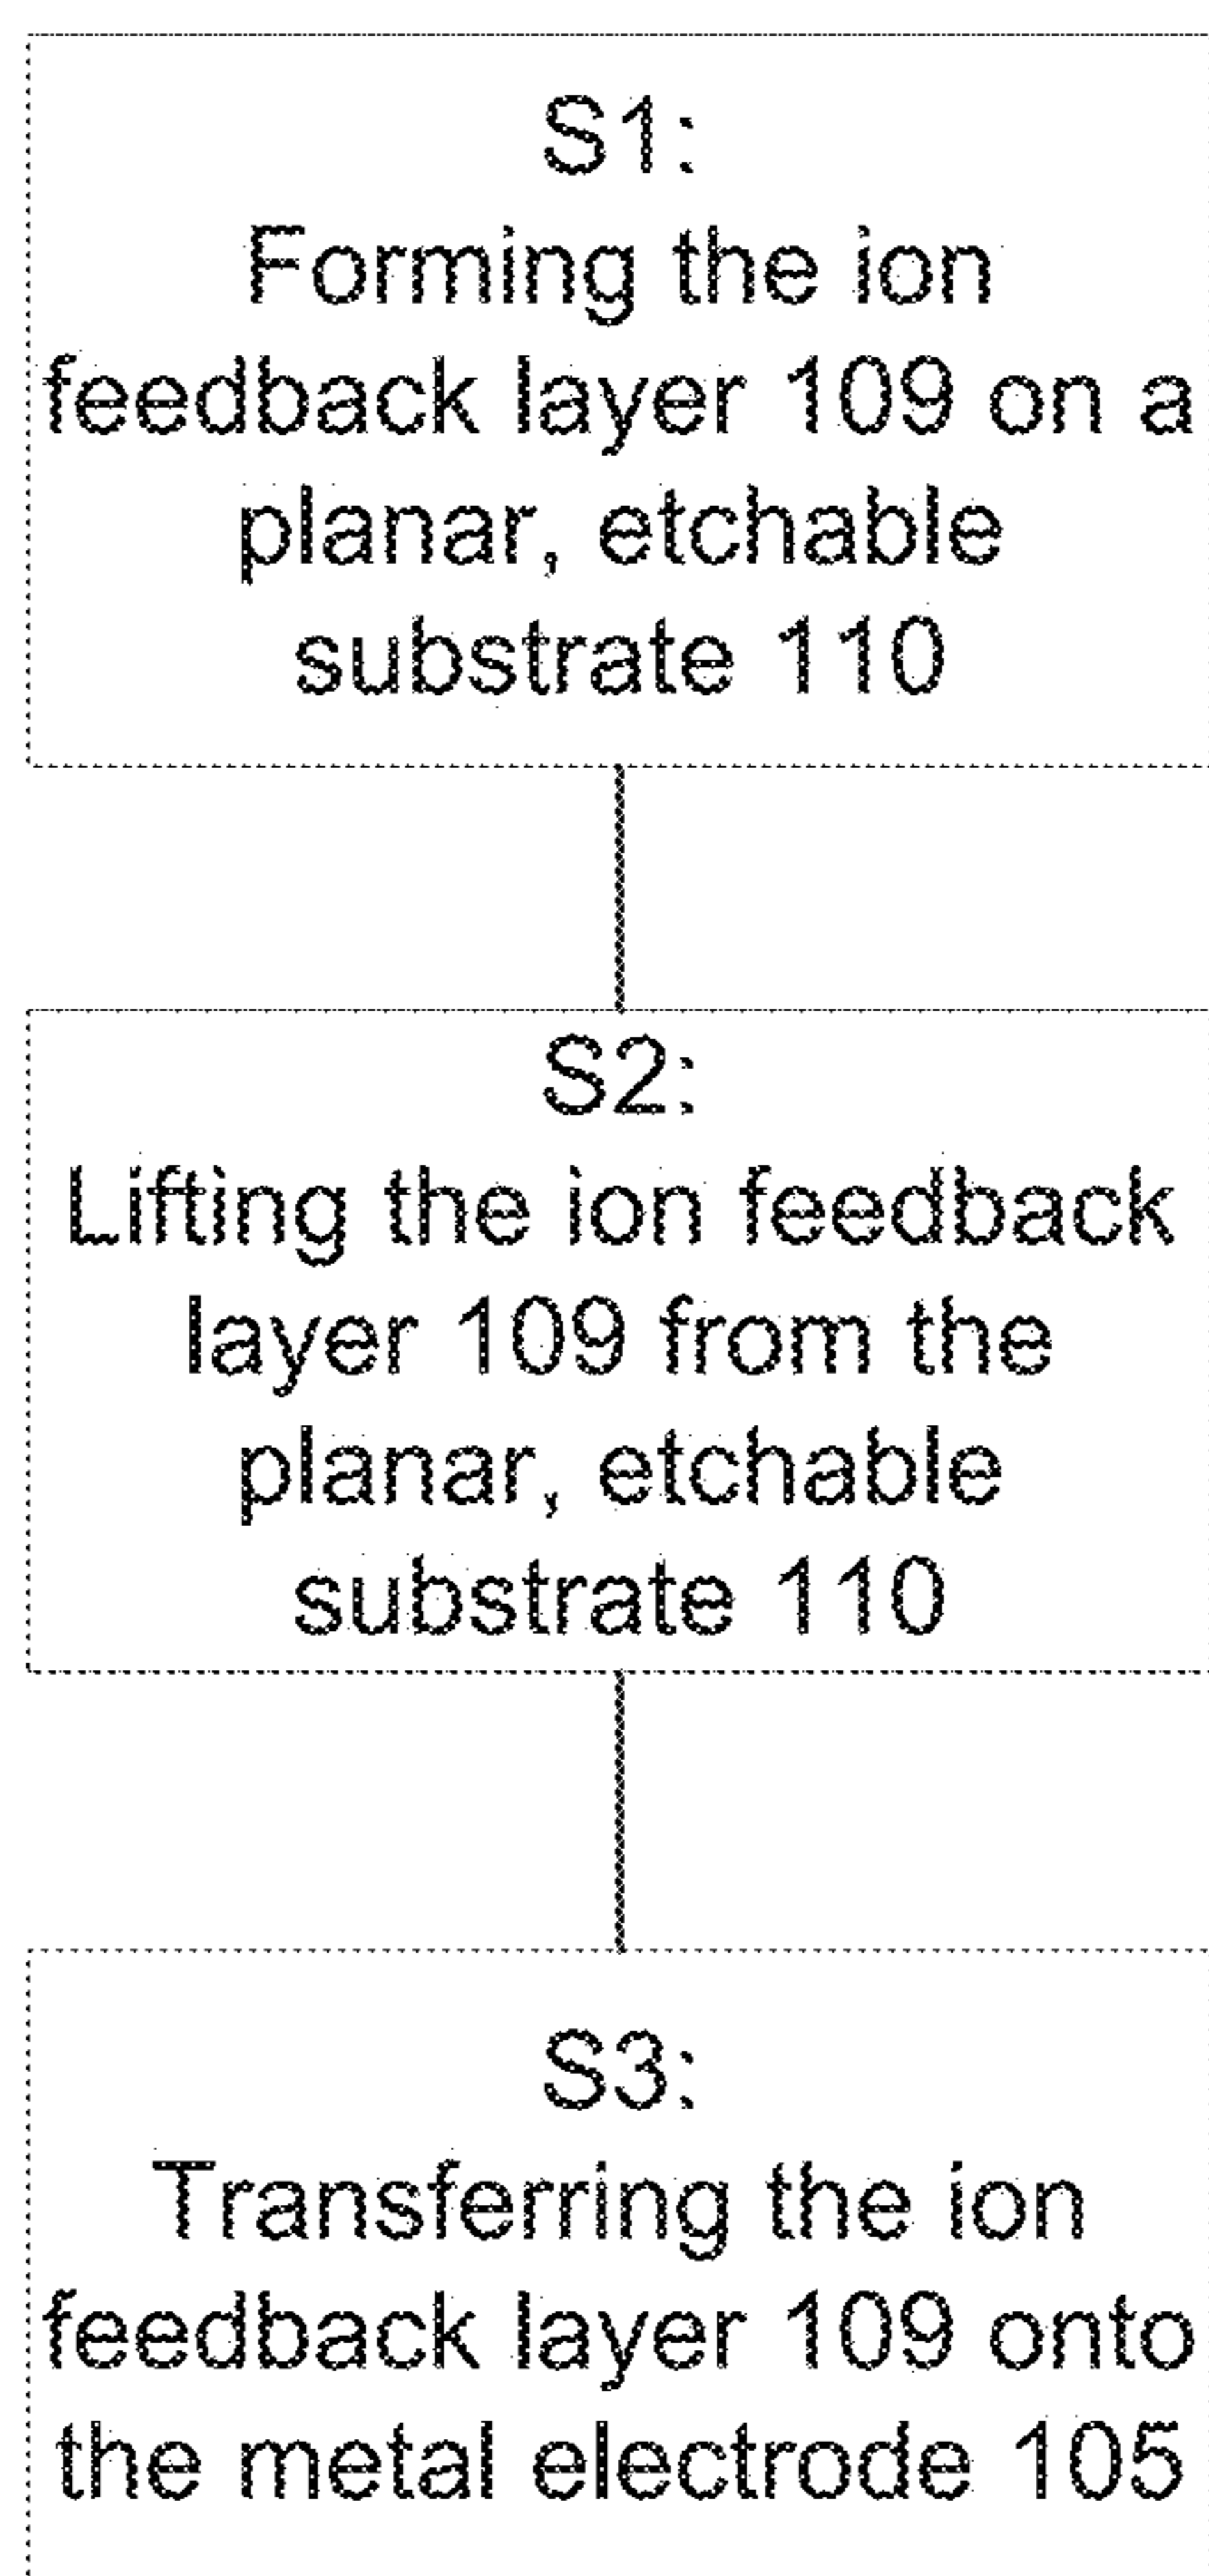 S1:
Forming the ion
feedback layer 109 on a
planar, etchable
substrate 110
S2:
Lifting the ion feedback
layer 109 from the
planar, etchable
substrate 110
S3:
Transferring the ion
feedback layer 109 onto
the metal electrode 105